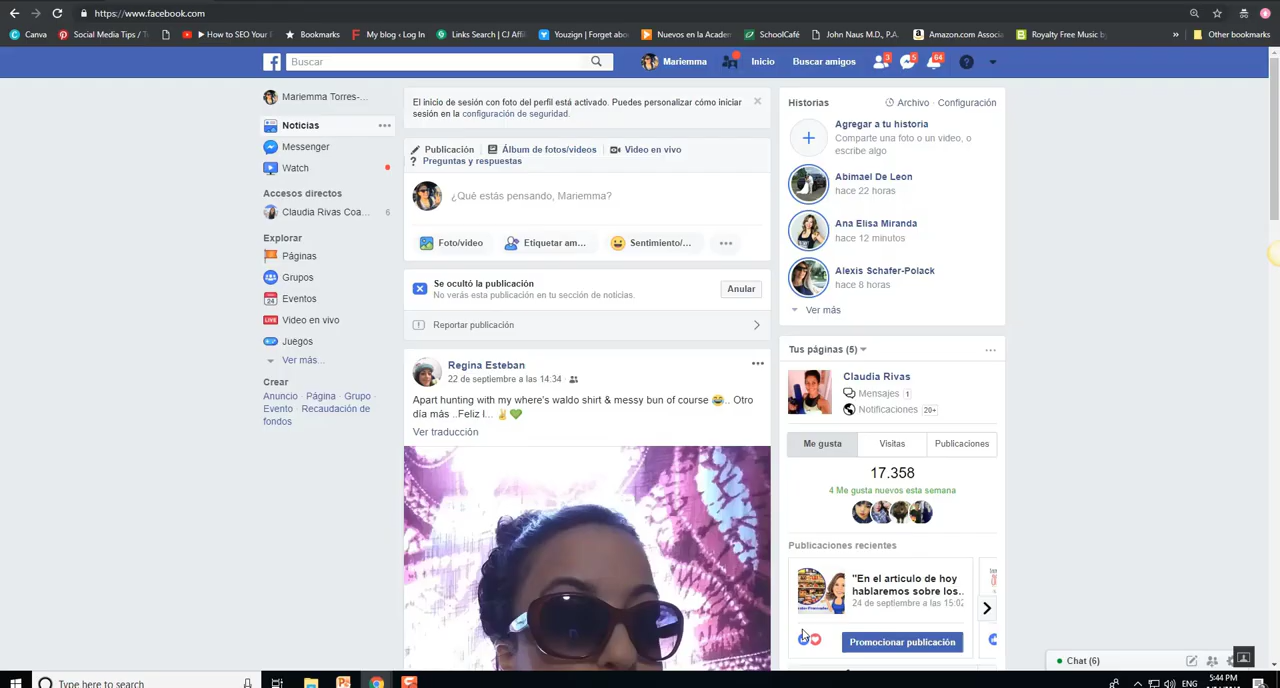 https://www.facebook.com
Canva
Social Media Tips / T
How to SEO Your
Bookmarks
My blog ‹ Log In
Links Search | CJ Affil
Youzign | Forget abo
Nuevos en la Academ
SchoolCafé
John Naus M.D., P.A.
Amazon.com Associa
Royalty Free Music by
»
Other bookmarks
Buscar
Mariemma
Inicio
Buscar amigos
3
5
64
Mariemma Torres-...
Noticias
Messenger
Watch
Accesos directos
Claudia Rivas Coa...
6
Explorar
Páginas
Grupos
24
Eventos
LIVE
Video en vivo
Juegos
Ver más...
Crear
Anuncio · Página · Grupo ·
Evento · Recaudación de
fondos
El inicio de sesión con foto del perfil está activado. Puedes personalizar cómo iniciar
sesión en la configuración de seguridad.
Publicación
Álbum de fotos/videos
Video en vivo
Preguntas y respuestas
¿Qué estás pensando, Mariemma?
Foto/video
Etiquetar am...
Sentimiento/...
Se ocultó la publicación
No verás esta publicación en tu sección de noticias.
Anular
Reportar publicación
Regina Esteban
22 de septiembre a las 14:34 ·
Apart hunting with my where's waldo shirt & messy bun of course 😂.. Otro
día más ..Feliz I... ✌💚
Ver traducción
Historias
Archivo · Configuración
Agregar a tu historia
Comparte una foto o un video, o
escribe algo
Abimael De Leon
hace 22 horas
Ana Elisa Miranda
hace 12 minutos
Alexis Schafer-Polack
hace 8 horas
Ver más
Tus páginas (5)
Claudia Rivas
Mensajes 1
Notificaciones 20+
Me gusta
Visitas
Publicaciones
17.358
4 Me gusta nuevos esta semana
Publicaciones recientes
"En el articulo de hoy
hablaremos sobre los..
24 de septiembre a las 15:02
Promocionar publicación
Chat (6)
Type here to search
ENG
5:44 PM